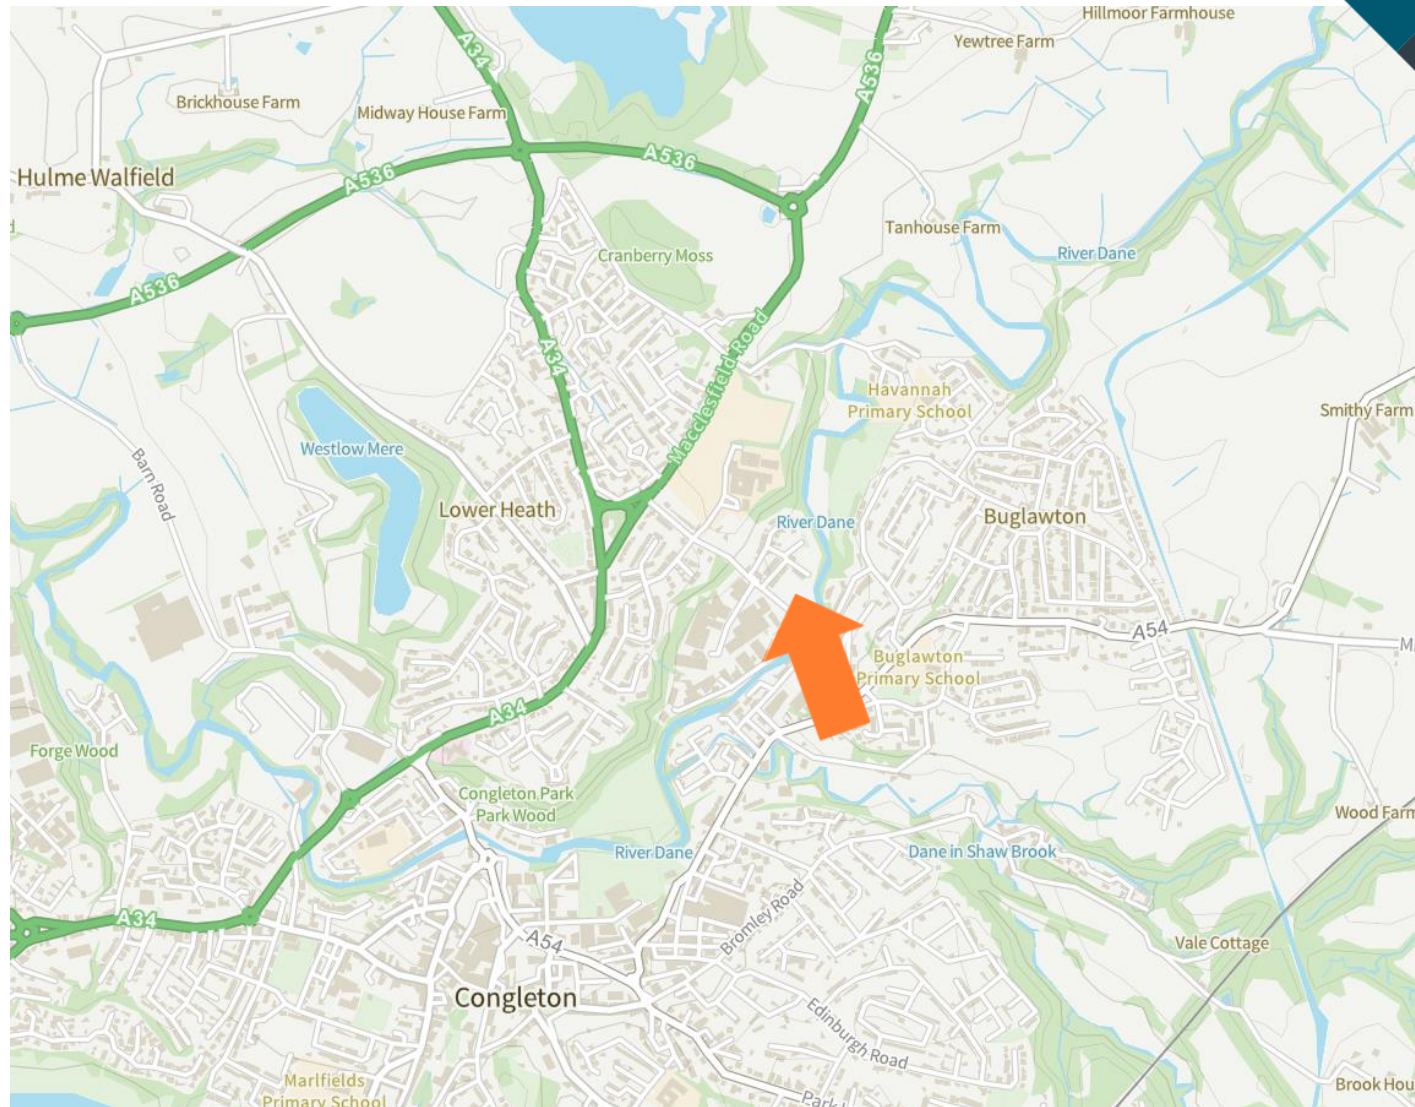 Hillmoor Farmhouse
Yewtree Farm
A34
A536
Brickhouse Farm
Midway House Farm
A536
A536
Hulme Walfield
Tanhouse Farm
River Dane
Cranberry Moss
A536
Macclesfield Road
A34
Havannah
Primary School
Smithy Farm
Westlow Mere
Barn Road
Lower Heath
River Dane
Buglawton
A54
Buglawton
Primary School
A34
Forge Wood
Congleton Park
Park Wood
Wood Farm
River Dane
Dane in Shaw Brook
Bromley Road
A34
A54
Vale Cottage
Congleton
Edinburgh Road
Marlfields
Primary School
Brook Hou